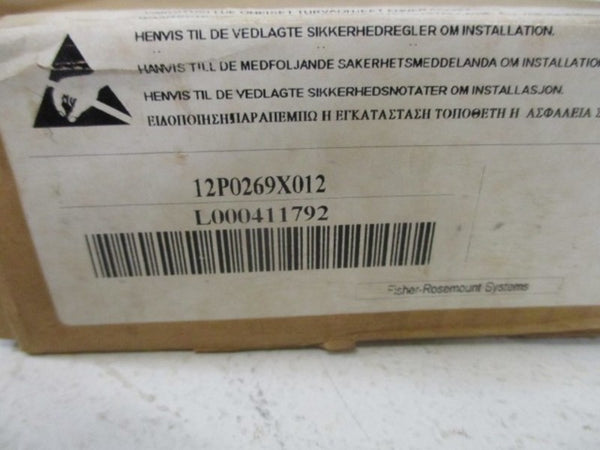 HENVIS TIL DE VEDLAGTE SIKKERHEDREGLER OM INSTALLATION.
HANVIS TILL DE MEDFOLJANDE SAKERHETSMEDDELANDA OM INSTALLATIO
HENVIS TIL DE VEDLAGTE SIKKERHEDSNOTATER OM INSTALLASJON.
ΕΙΔΟΠΟΙΗΣΗ!ΠΑΡΑΠΕΜΠΩ Η ΕΓΚΑΤΑΣΤΑΣΗ ΤΟΠΟΘΕΤΗ Η ΑΣΦΑΛΕΙΑ Σ
12P0269X012
L000411792
Fisher-Rosemount Systems